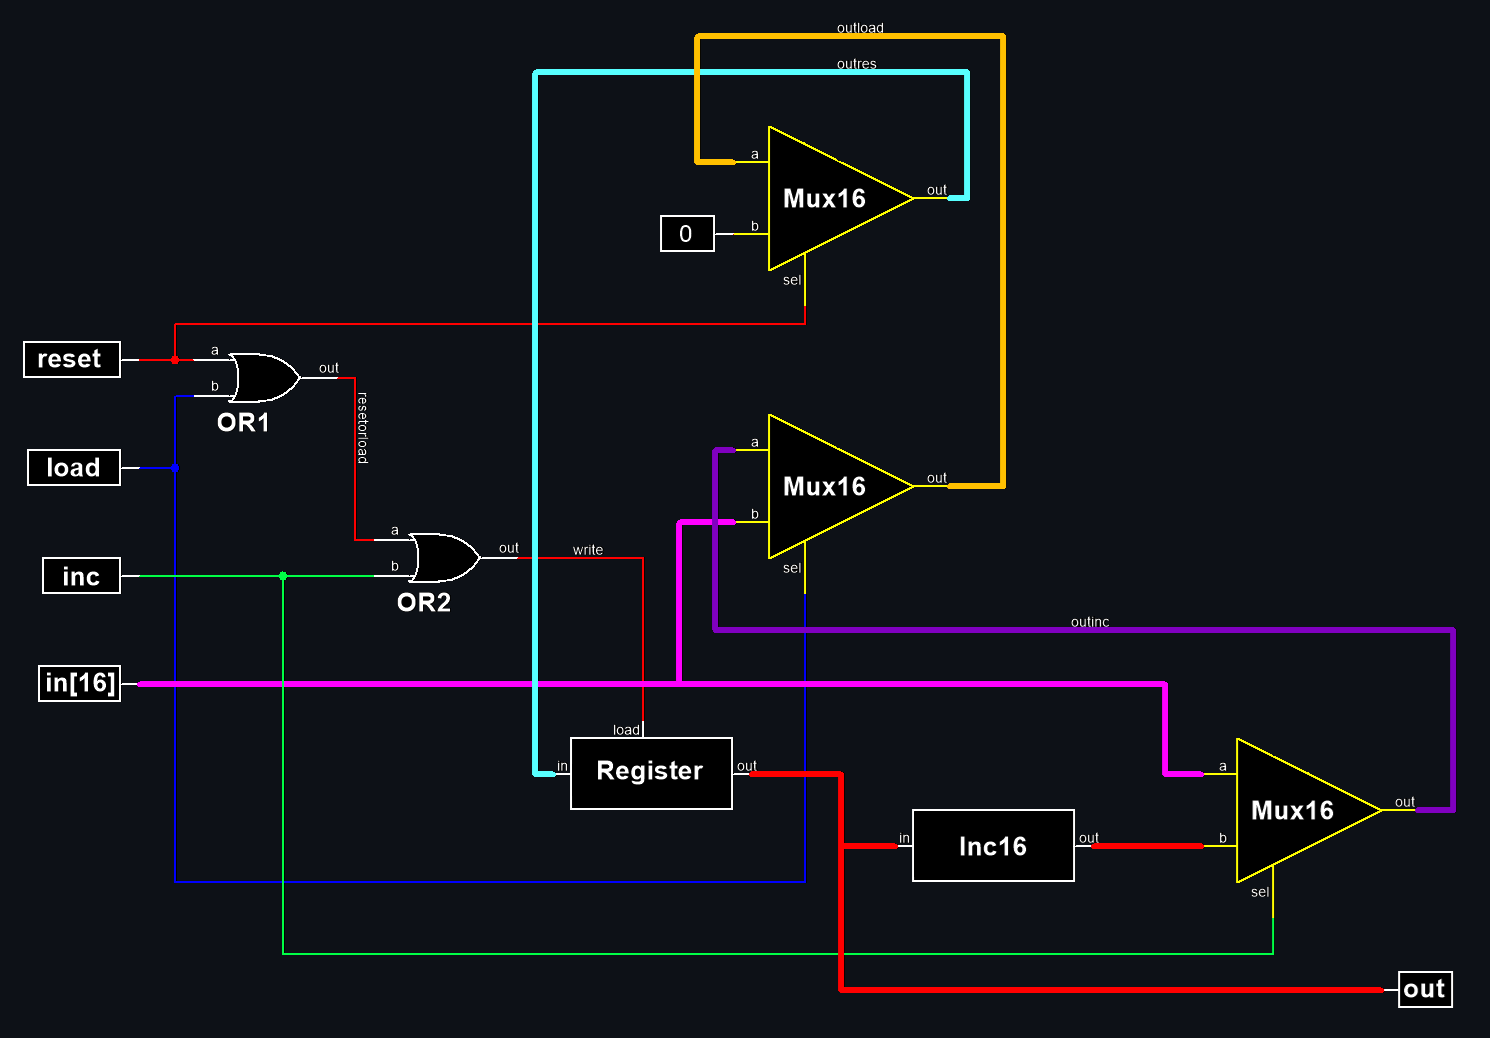 outload
outres
a
Mux16
out
0
b
sel
reset
a
out
b
OR1
resetorload
load
a
Mux16
out
b
sel
a
out
write
inc
b
OR2
outinc
in[16]
load
in
Register
out
in
Inc16
out
a
Mux16
out
b
sel
out